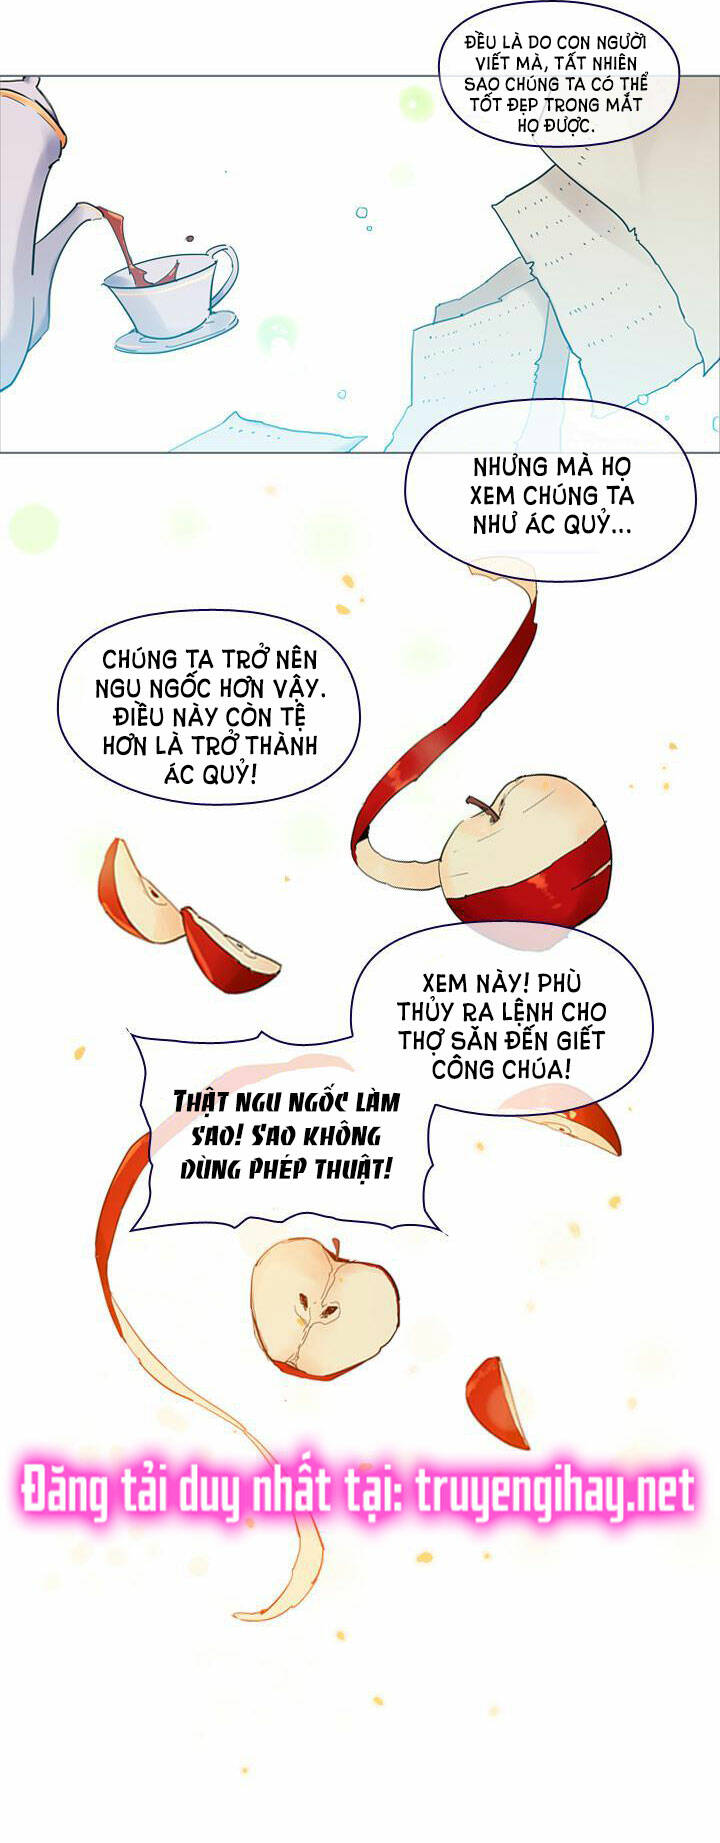 ĐỀU LÀ DO CON NGƯỜI
VIẾT MÀ, TẤT NHIÊN
SAO CHÚNG TA CÓ THỂ
TỐT ĐẸP TRONG MẮT
HỌ ĐƯỢC.
NHƯNG MÀ HỌ
XEM CHÚNG TA
NHƯ ÁC QUỶ...
CHÚNG TA TRỞ NÊN
NGU NGỐC HƠN VẬY.
ĐIỀU NÀY CÒN TỆ
HƠN LÀ TRỞ THÀNH
ÁC QUỶ!
XEM NÀY! PHÙ
THỦY RA LỆNH CHO
THỢ SĂN ĐẾN GIẾT
CÔNG CHÚA!
THẬT NGU NGỐC LÀM
SAO! SAO KHÔNG
DÙNG PHÉP THUẬT!
Đăng tải duy nhất tại: truyengihay.net